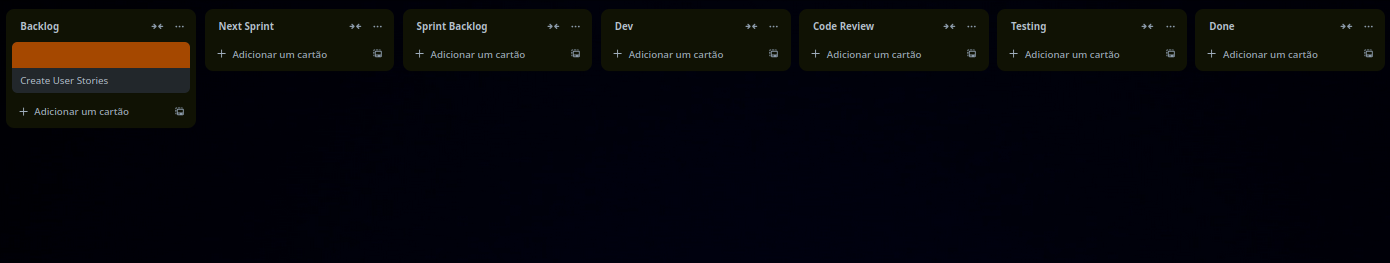 Backlog
Create User Stories
Adicionar um cartão
Next Sprint
Adicionar um cartão
Sprint Backlog
Adicionar um cartão
Dev
Adicionar um cartão
Code Review
Adicionar um cartão
Testing
Adicionar um cartão
Done
Adicionar um cartão